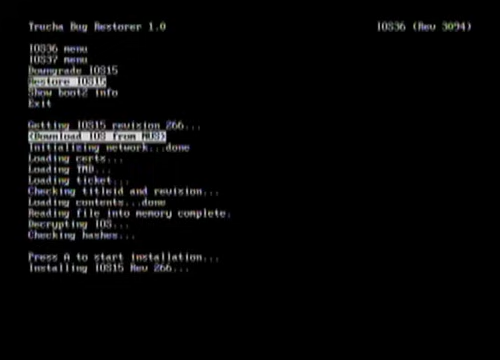 Trucha Bug Restorer 1.0
IOS36 (Rev 3094)
IOS36 menu
IOS37 menu
Downgrade IOS15
Restore IOS15
Show boot2 info
Exit
Getting IOS15 revision 266...
<Download IOS from NUS>
Initializing network...done
Loading certs...
Loading TMD...
Loading ticket...
Checking titleid and revision...
Loading contents...done
Reading file into memory complete.
Decrypting IOS...
Checking hashes...
Press A to start installation...
Installing IOS15 Rev 266...